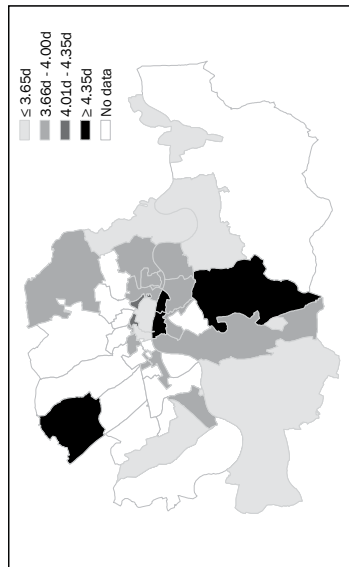 ≤ 3.65d
3.66d - 4.00d
4.01d - 4.35d
≥ 4.35d
No data